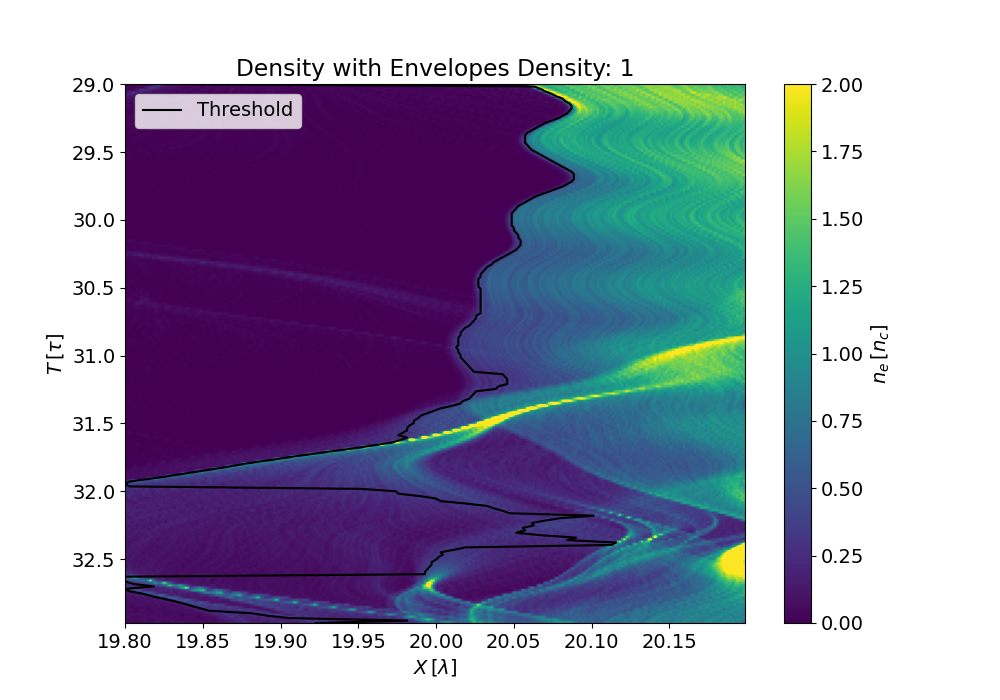 Density with Envelopes Density: 1
Threshold
29.0
29.5
30.0
30.5
31.0
31.5
32.0
32.5
T [τ]
19.80 19.85 19.90 19.95 20.00 20.05 20.10 20.15
X [λ]
2.00
1.75
1.50
1.25
1.00
0.75
0.50
0.25
0.00
n_e [n_c]